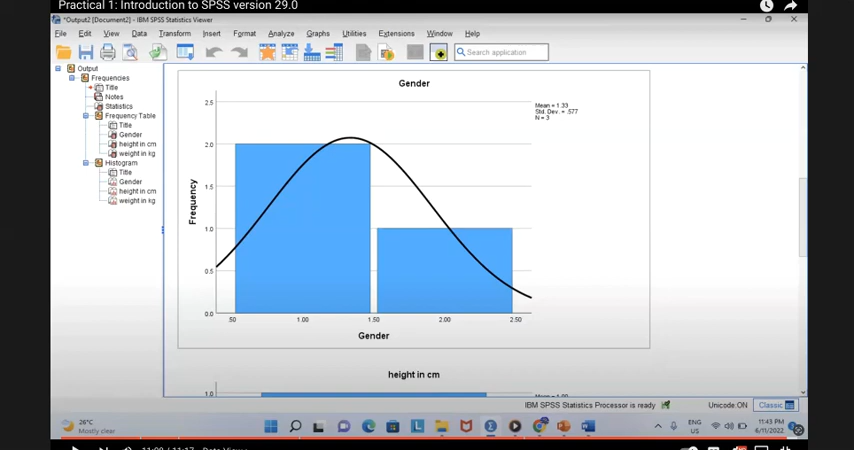 Practical 1: Introduction to SPSS version 29.0
*Output2 [Document2] - IBM SPSS Statistics Viewer
File Edit View Data Transform Insert Format Analyze Graphs Utilities Extensions Window Help
Search application
Output
Frequencies
Title
Notes
Statistics
Frequency Table
Title
Gender
height in cm
weight in kg
Histogram
Title
Gender
height in cm
weight in kg
Gender
Mean = 1.33
Std. Dev. = .577
N = 3
2.5
2.0
1.5
1.0
0.5
0.0
Frequency
.50 1.00 1.50 2.00 2.50
Gender
height in cm
1.0
IBM SPSS Statistics Processor is ready Unicode:ON Classic
26°C
Mostly clear
ENG
US
11:43 PM
6/11/2022